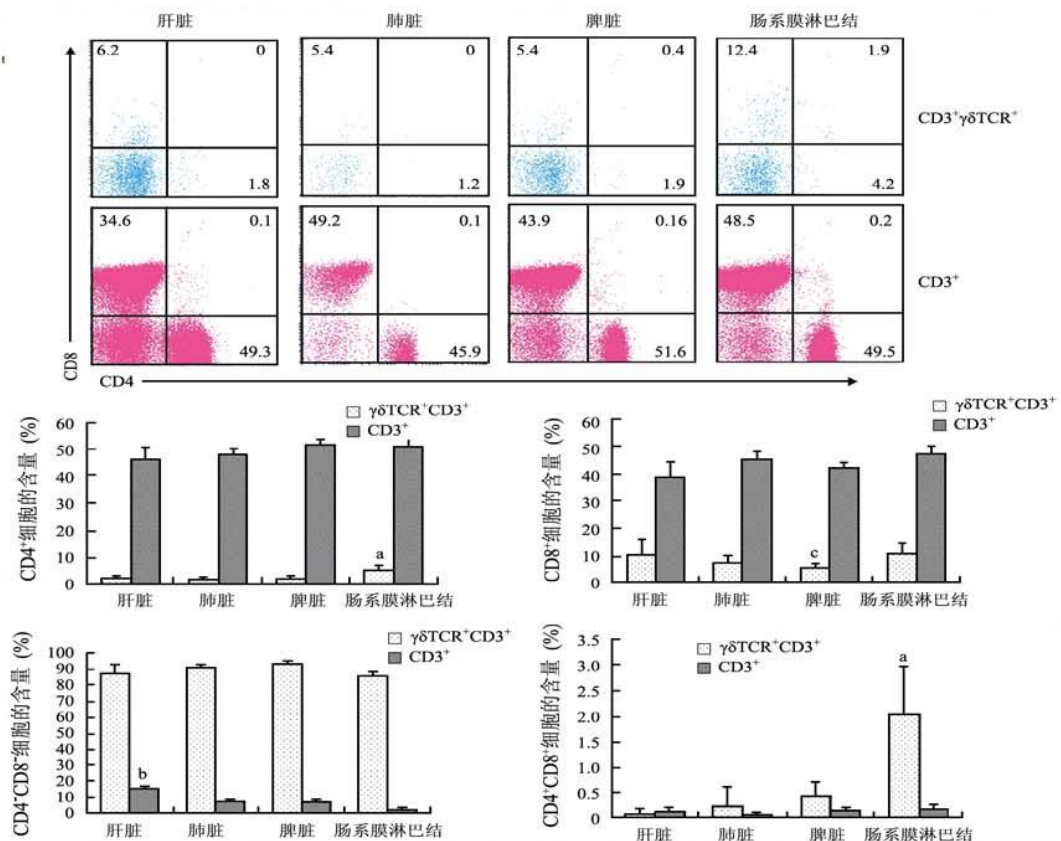 肝脏 肺脏 脾脏 肠系膜淋巴结
6.2 0 5.4 0 5.4 0.4 12.4 1.9
CD3⁺γδTCR⁺
1.8 1.2 1.9 4.2
34.6 0.1 49.2 0.1 43.9 0.16 48.5 0.2
CD3⁺
49.3 45.9 51.6 49.5
CD8
CD4
γδTCR⁺CD3⁺
CD3⁺
CD4⁺细胞的含量 (%)
60
50
40
30
20
10
0
a
肝脏 肺脏 脾脏 肠系膜淋巴结
γδTCR⁺CD3⁺
CD3⁺
CD8⁺细胞的含量 (%)
60
50
40
30
20
10
0
c
肝脏 肺脏 脾脏 肠系膜淋巴结
γδTCR⁺CD3⁺
CD3⁺
CD4⁻CD8⁻细胞的含量 (%)
100
90
80
70
60
50
40
30
20
10
0
b
肝脏 肺脏 脾脏 肠系膜淋巴结
γδTCR⁺CD3⁺
CD3⁺
CD4⁺CD8⁺细胞的含量 (%)
3.5
3.0
2.5
2.0
1.5
1.0
0.5
0
a
肝脏 肺脏 脾脏 肠系膜淋巴结